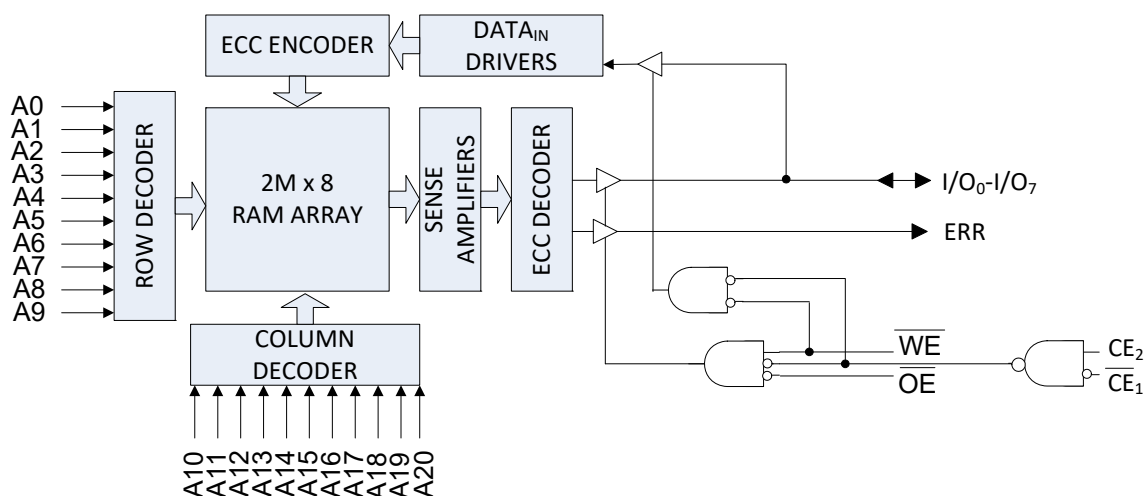 ECC ENCODER
DATAIN
DRIVERS
A0
A1
A2
A3
A4
A5
A6
A7
A8
A9
ROW DECODER
2M x 8
RAM ARRAY
SENSE
AMPLIFIERS
ECC DECODER
I/O0-I/O7
ERR
COLUMN
DECODER
WE
OE
CE2
CE1
A10
A11
A12
A13
A14
A15
A16
A17
A18
A19
A20